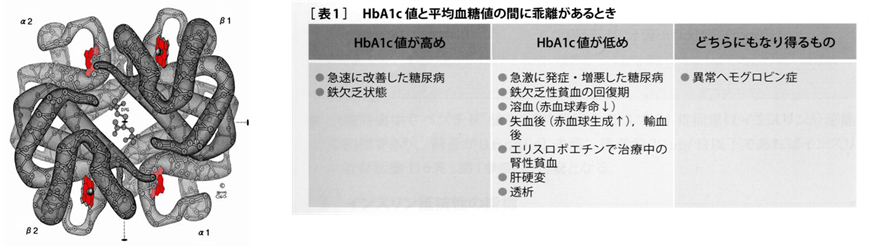 α2
β1
β2
α1
[表1] HbA1c値と平均血糖値の間に乖離があるとき
HbA1c値が高め
HbA1c値が低め
どちらにもなり得るもの
●急速に改善した糖尿病
●鉄欠乏状態
●急激に発症・増悪した糖尿病
●鉄欠乏性貧血の回復期
●溶血(赤血球寿命↓)
●失血後(赤血球生成↑),輸血
後
●エリスロポエチンで治療中の
腎性貧血
●肝硬変
●透析
●異常ヘモグロビン症